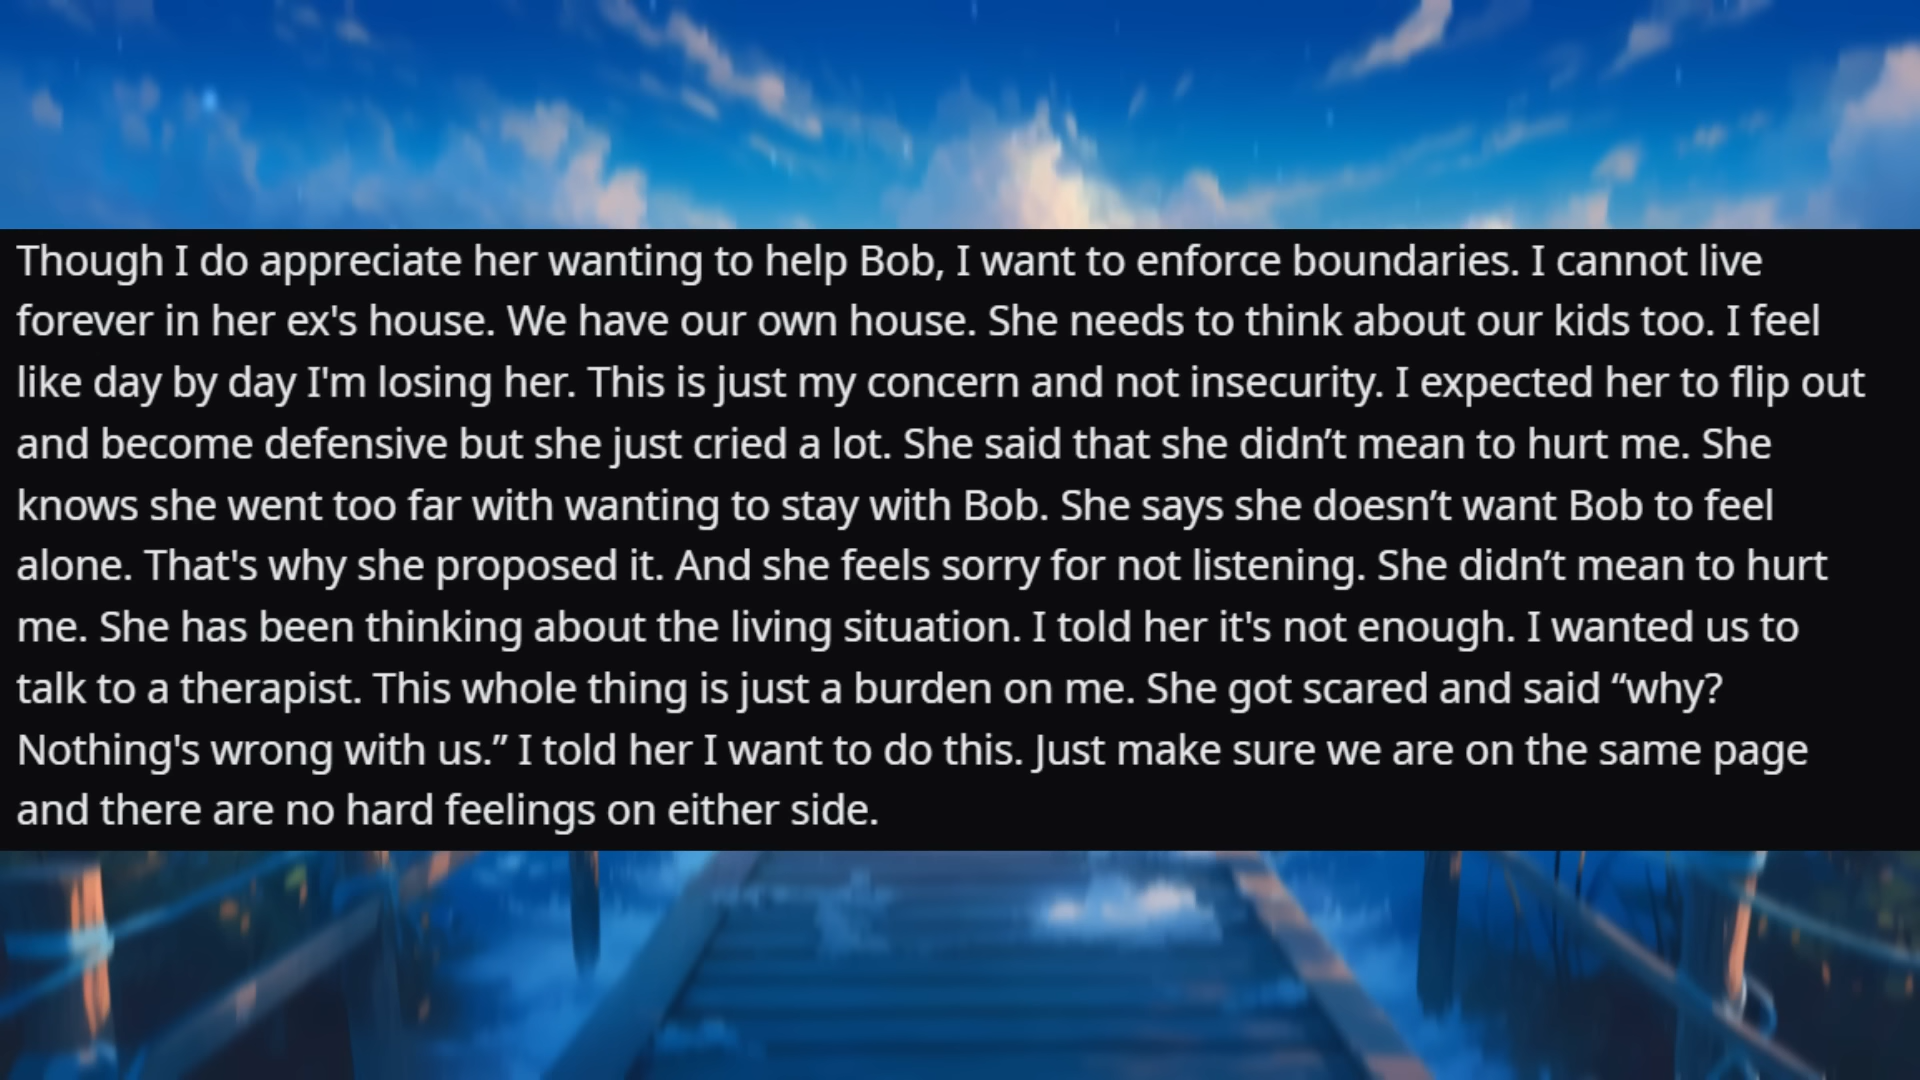 Though I do appreciate her wanting to help Bob, I want to enforce boundaries. I cannot live
forever in her ex's house. We have our own house. She needs to think about our kids too. I feel
like day by day I'm losing her. This is just my concern and not insecurity. I expected her to flip out
and become defensive but she just cried a lot. She said that she didn’t mean to hurt me. She
knows she went too far with wanting to stay with Bob. She says she doesn’t want Bob to feel
alone. That's why she proposed it. And she feels sorry for not listening. She didn’t mean to hurt
me. She has been thinking about the living situation. I told her it's not enough. I wanted us to
talk to a therapist. This whole thing is just a burden on me. She got scared and said “why?
Nothing's wrong with us.” I told her I want to do this. Just make sure we are on the same page
and there are no hard feelings on either side.